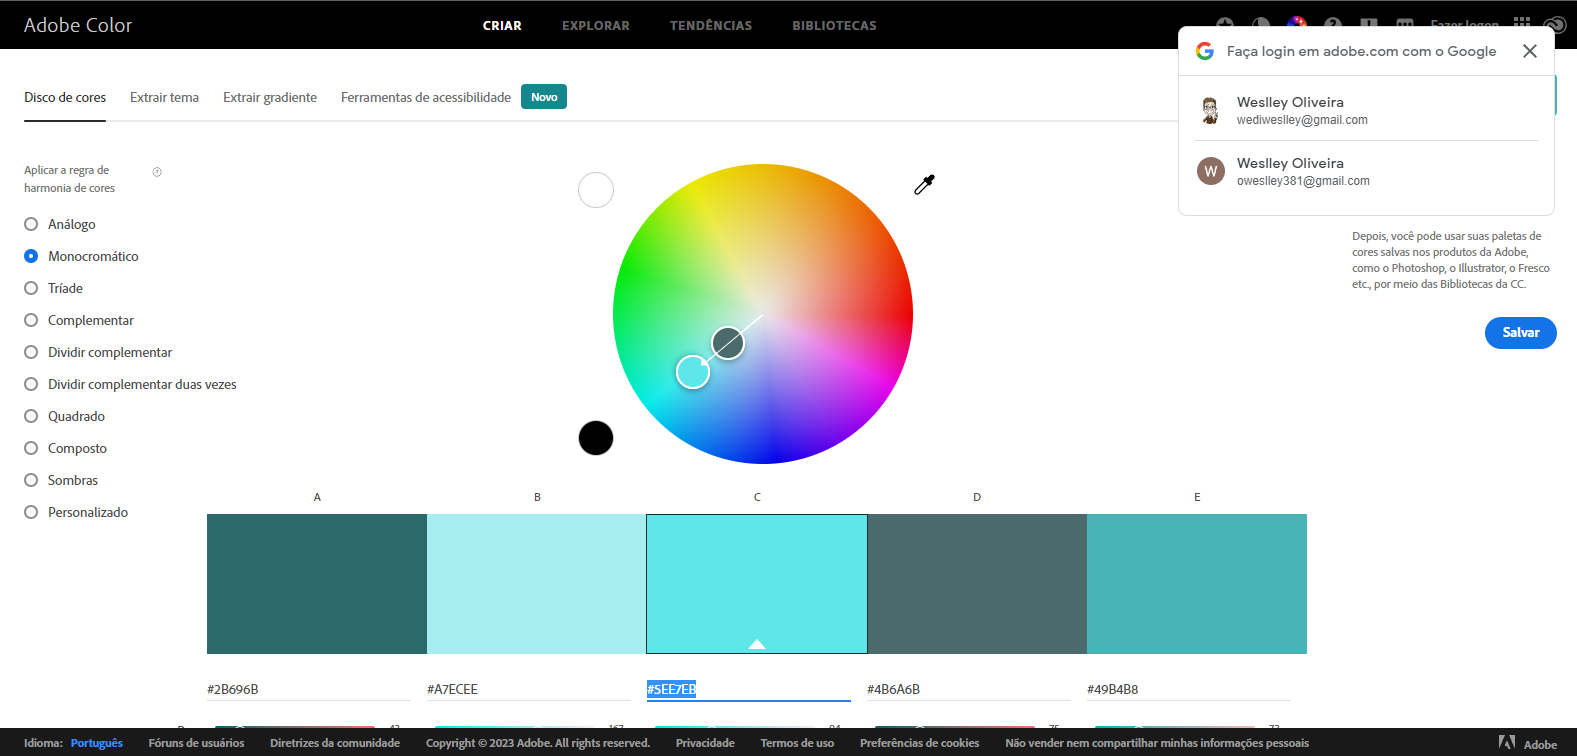 Adobe Color
CRIAR
EXPLORAR
TENDÊNCIAS
BIBLIOTECAS
Fazer logon
Faça login em adobe.com com o Google
Weslley Oliveira
wediweslley@gmail.com
W
Weslley Oliveira
oweslley381@gmail.com
Disco de cores
Extrair tema
Extrair gradiente
Ferramentas de acessibilidade
Novo
Aplicar a regra de
harmonia de cores
Análogo
Monocromático
Tríade
Complementar
Dividir complementar
Dividir complementar duas vezes
Quadrado
Composto
Sombras
Personalizado
Depois, você pode usar suas paletas de
cores salvas nos produtos da Adobe,
como o Photoshop, o Illustrator, o Fresco
etc., por meio das Bibliotecas da CC.
Salvar
A
B
C
D
E
#2B696B
#A7ECEE
#5EE7EB
#4B6A6B
#49B4B8
Idioma: Português
Fóruns de usuários
Diretrizes da comunidade
Copyright © 2023 Adobe. All rights reserved.
Privacidade
Termos de uso
Preferências de cookies
Não vender nem compartilhar minhas informações pessoais
Adobe